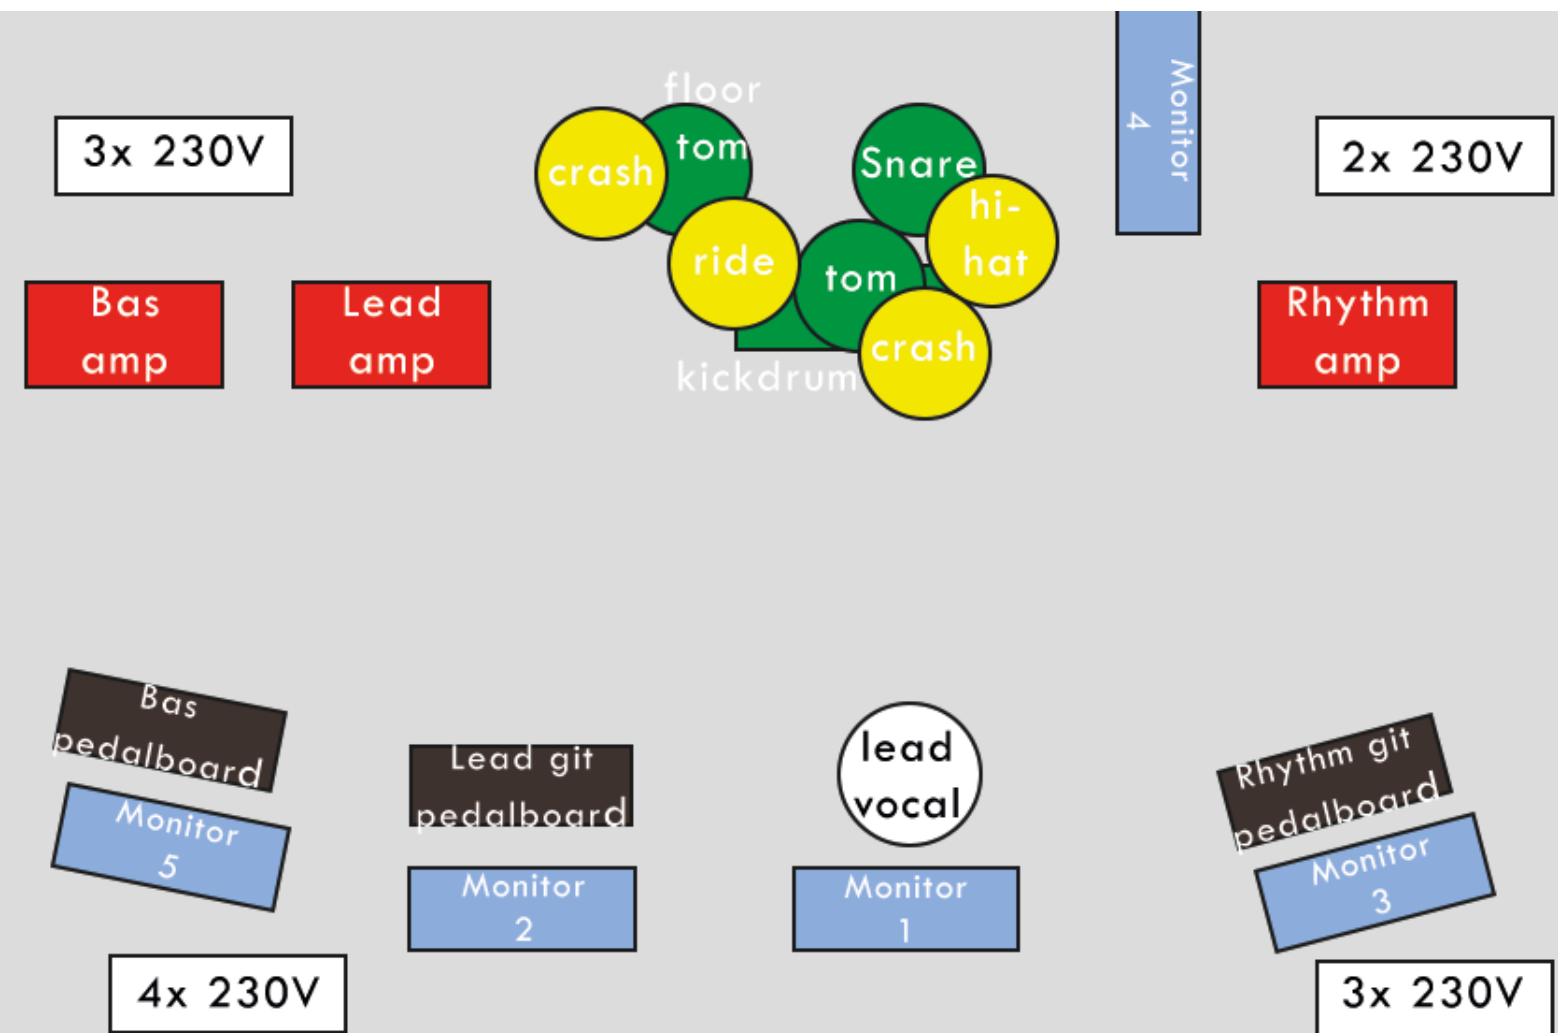 floor
tom
crash
Snare
hi-
hat
ride
tom
crash
kickdrum
Monitor
4
3x 230V
2x 230V
Bas
amp
Lead
amp
Rhythm
amp
Bas
pedalboard
Monitor
5
Lead git
pedalboard
Monitor
2
lead
vocal
Monitor
1
Rhythm git
pedalboard
Monitor
3
4x 230V
3x 230V